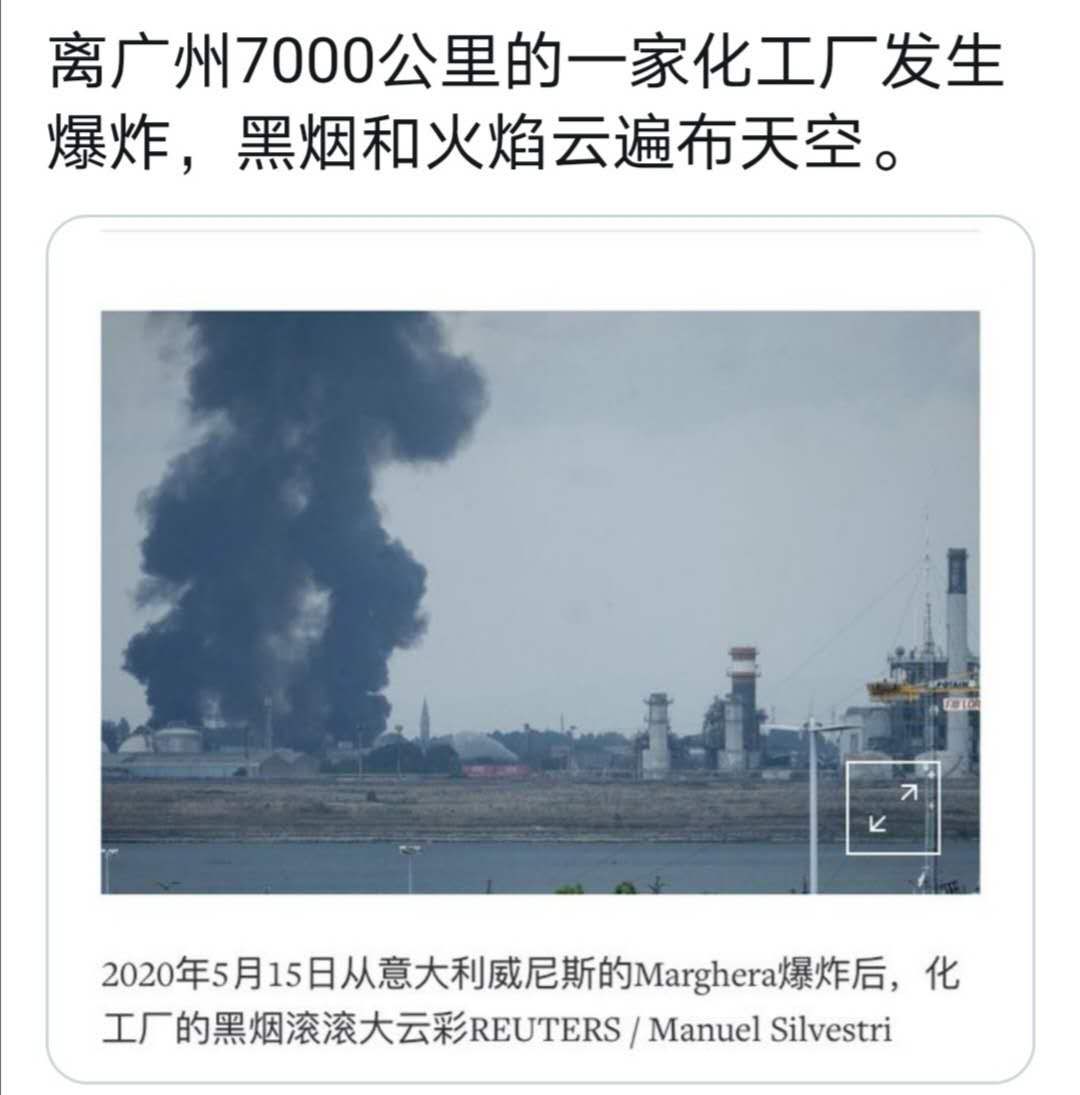 离广州7000公里的一家化工厂发生
爆炸，黑烟和火焰云遍布天空。
2020年5月15日从意大利威尼斯的Marghera爆炸后，化
工厂的黑烟滚滚大云彩REUTERS / Manuel Silvestri